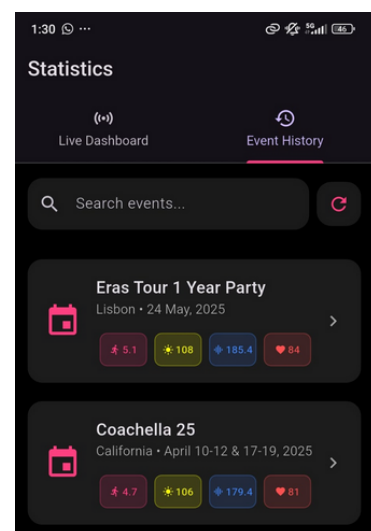 1:30
5G
46
Statistics
Live Dashboard
Event History
Search events...
Eras Tour 1 Year Party
Lisbon • 24 May, 2025
5.1 108 185.4 84
Coachella 25
California • April 10-12 & 17-19, 2025
4.7 106 179.4 81